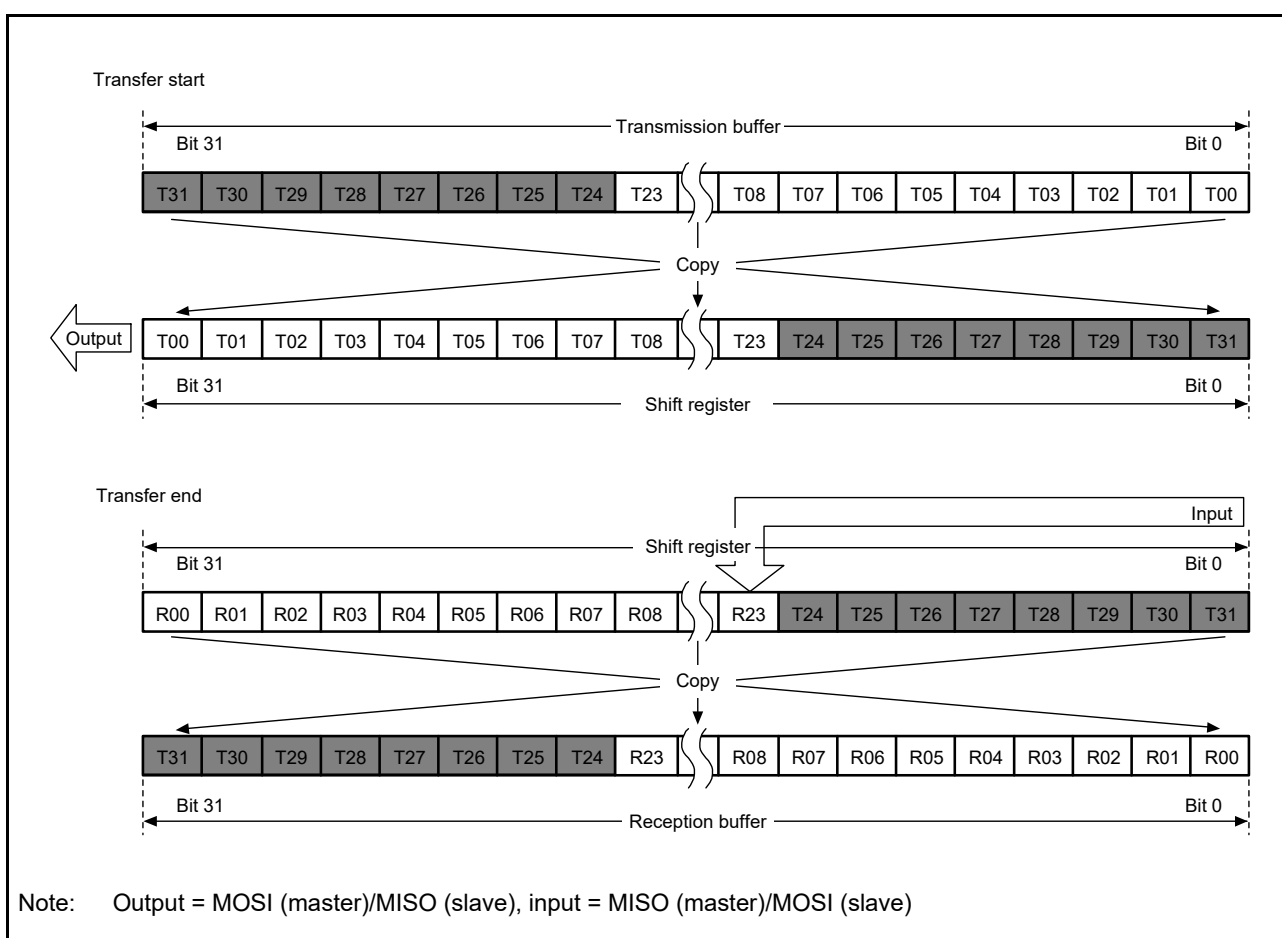 Transfer start
Transmission buffer
Bit 31 Bit 0
T31 T30 T29 T28 T27 T26 T25 T24 T23 T08 T07 T06 T05 T04 T03 T02 T01 T00
Copy
Output T00 T01 T02 T03 T04 T05 T06 T07 T08 T23 T24 T25 T26 T27 T28 T29 T30 T31
Bit 31 Bit 0
Shift register
Transfer end
Input
Shift register
Bit 31 Bit 0
R00 R01 R02 R03 R04 R05 R06 R07 R08 R23 T24 T25 T26 T27 T28 T29 T30 T31
Copy
T31 T30 T29 T28 T27 T26 T25 T24 R23 R08 R07 R06 R05 R04 R03 R02 R01 R00
Bit 31 Bit 0
Reception buffer
Note: Output = MOSI (master)/MISO (slave), input = MISO (master)/MOSI (slave)